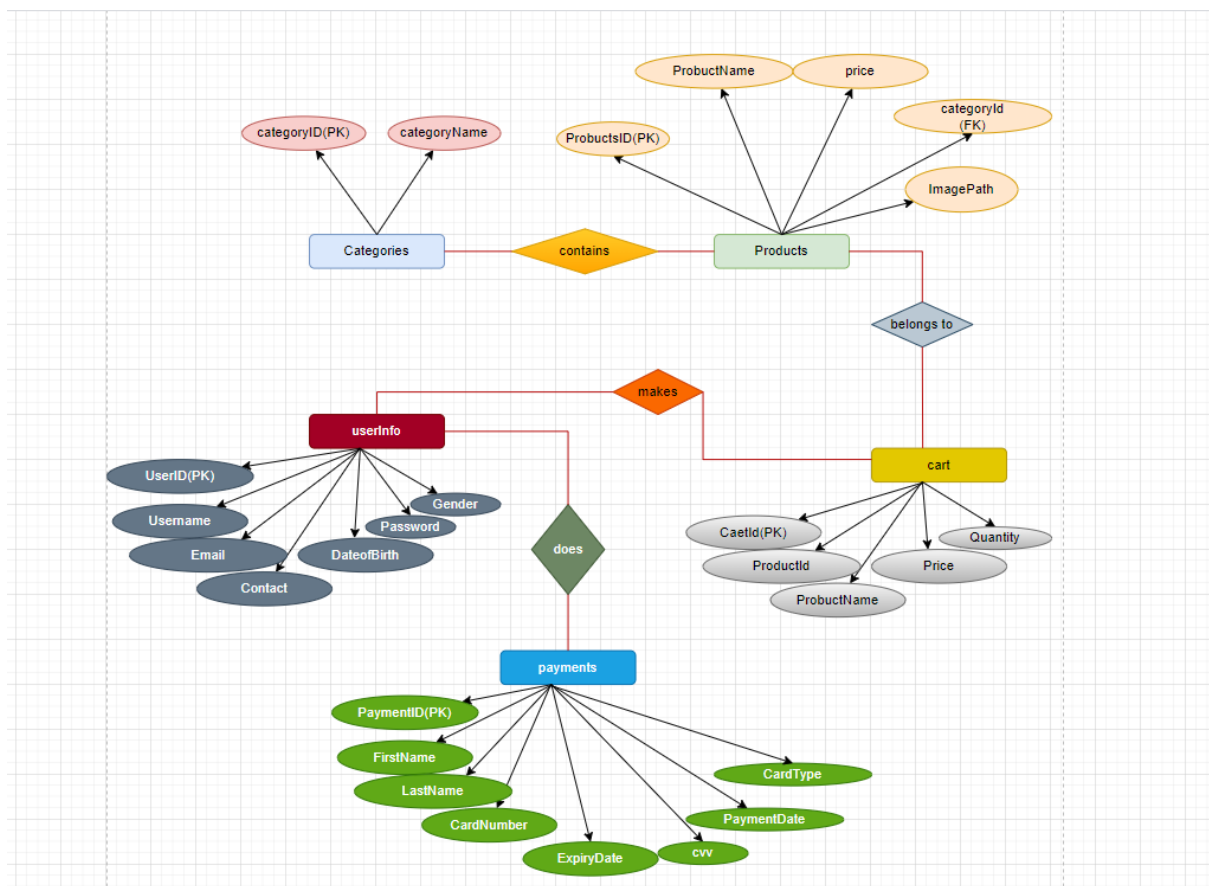 ProbuctName
price
categoryID(PK)
categoryName
ProbuctsID(PK)
categoryId
(FK)
ImagePath
Categories
contains
Products
belongs to
makes
userInfo
cart
UserID(PK)
Username
Email
Contact
DateofBirth
Password
Gender
does
CaetId(PK)
ProductId
ProbuctName
Price
Quantity
payments
PaymentID(PK)
FirstName
LastName
CardNumber
ExpiryDate
cvv
PaymentDate
CardType